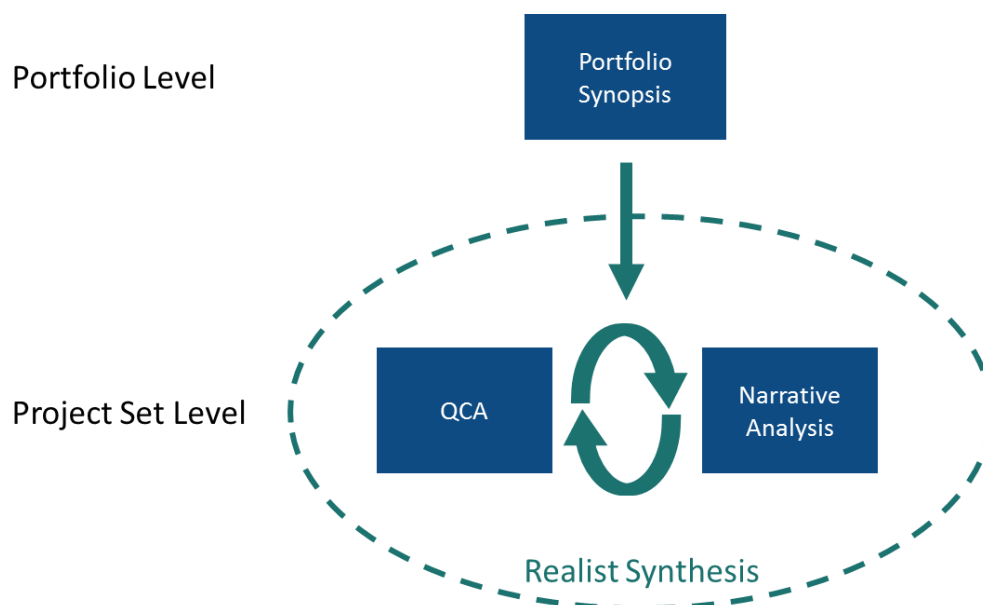 Portfolio Level
Portfolio
Synopsis
Project Set Level
QCA
Narrative
Analysis
Realist Synthesis